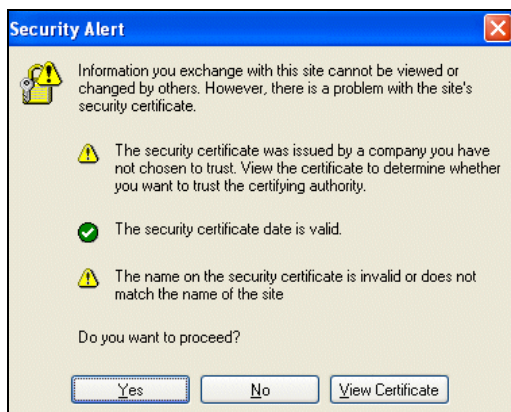 Security Alert
Information you exchange with this site cannot be viewed or
changed by others. However, there is a problem with the site's
security certificate.
The security certificate was issued by a company you have
not chosen to trust. View the certificate to determine whether
you want to trust the certifying authority.
The security certificate date is valid.
The name on the security certificate is invalid or does not
match the name of the site
Do you want to proceed?
Yes
No
View Certificate